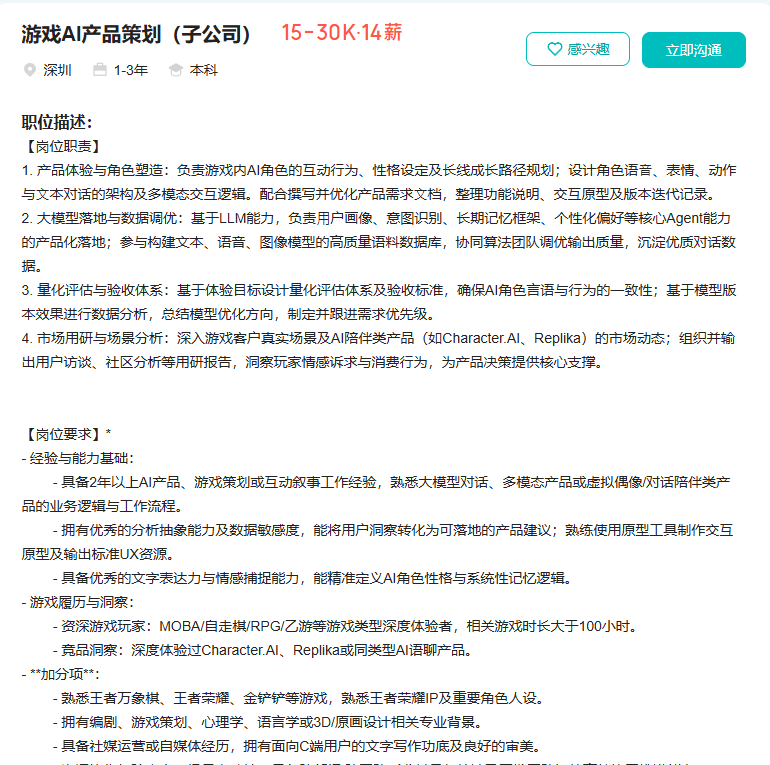 游戏AI产品策划（子公司） 15-30K·14薪
感兴趣 立即沟通
深圳 1-3年 本科
职位描述：
【岗位职责】
1. 产品体验与角色塑造：负责游戏内AI角色的互动行为、性格设定及长线成长路径规划；设计角色语音、表情、动作
与文本对话的架构及多模态交互逻辑。配合撰写并优化产品需求文档，整理功能说明、交互原型及版本迭代记录。
2. 大模型落地与数据调优：基于LLM能力，负责用户画像、意图识别、长期记忆框架、个性化偏好等核心Agent能力
的产品化落地；参与构建文本、语音、图像模型的高质量语料数据库，协同算法团队调优输出质量，沉淀优质对话数
据。
3. 量化评估与验收体系：基于体验目标设计量化评估体系及验收标准，确保AI角色言语与行为的一致性；基于模型版
本效果进行数据分析，总结模型优化方向，制定并跟进需求优先级。
4. 市场用研与场景分析：深入游戏客户真实场景及AI陪伴类产品（如Character.AI、Replika）的市场动态；组织并输
出用户访谈、社区分析等用研报告，洞察玩家情感诉求与消费行为，为产品决策提供核心支撑。
【岗位要求】*
- 经验与能力基础：
- 具备2年以上AI产品、游戏策划或互动叙事工作经验，熟悉大模型对话、多模态产品或虚拟偶像/对话陪伴类产
品的业务逻辑与工作流程。
- 拥有优秀的分析抽象能力及数据敏感度，能将用户洞察转化为可落地的产品建议；熟练使用原型工具制作交互
原型及输出标准UX资源。
- 具备优秀的文字表达力与情感捕捉能力，能精准定义AI角色性格与系统性记忆逻辑。
- 游戏履历与洞察：
- 资深游戏玩家：MOBA/自走棋/RPG/乙游等游戏类型深度体验者，相关游戏时长大于100小时。
- 竞品洞察：深度体验过Character.AI、Replika或同类型AI语聊产品。
- **加分项**：
- 熟悉王者万象棋、王者荣耀、金铲铲等游戏，熟悉王者荣耀IP及重要角色人设。
- 拥有编剧、游戏策划、心理学、语言学或3D/原画设计相关专业背景。
- 具备社媒运营或自媒体经历，拥有面向C端用户的文字写作功底及良好的审美。